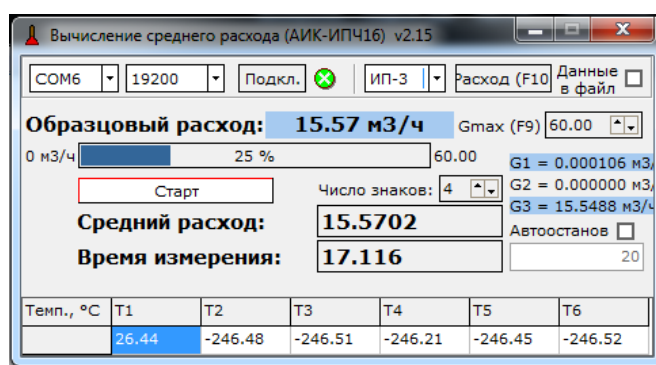 Вычисление среднего расхода (АИК-ИПЧ16) v2.15
COM6 19200 Подкл. ИП-3 Расход (F10 Данные в файл
Образцовый расход: 15.57 м3/ч Gmax (F9) 60.00
0 м3/ч 25 % 60.00
G1 = 0.000106 м3/
Старт Число знаков: 4 G2 = 0.000000 м3/
G3 = 15.5488 м3/ч
Средний расход: 15.5702
Автоостанов
Время измерения: 17.116 20
Темп., °C T1 T2 T3 T4 T5 T6
26.44 -246.48 -246.51 -246.21 -246.45 -246.52